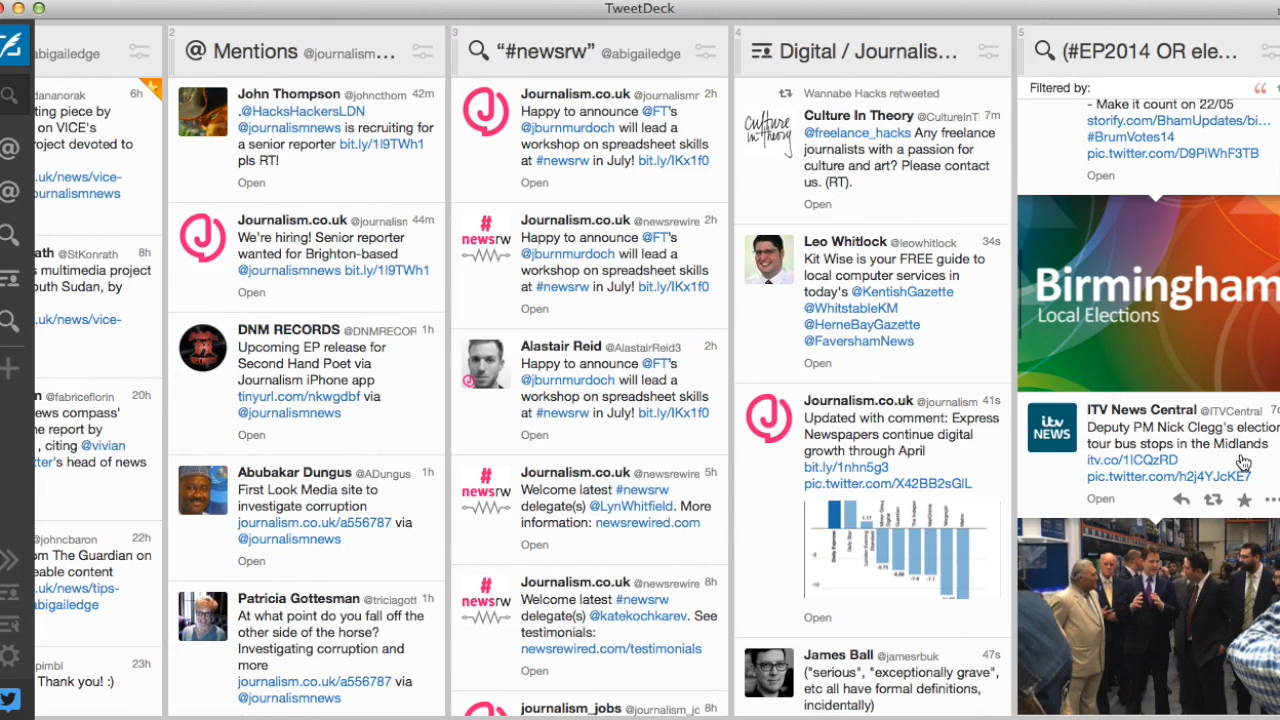 TweetDeck
abigailedge
dananorak 6h
ting piece by
on VICE's
roject devoted to
.uk/news/vice-
ournalismnews
ath @StKonrath 8h
s multimedia project
outh Sudan, by
.uk/news/vice-
n @fabriceflorin 20h
ews compass'
he report by
, citing @vivian
tter's head of news
@johncbaron 22h
om The Guardian on
eable content
.uk/news/tips-
abigailedge
pimbl 23h
Thank you! :)
2
@ Mentions @journalism...
John Thompson @johncthom 42m
.@HacksHackersLDN
@journalismnews is recruiting for
a senior reporter bit.ly/1l9TWh1
pls RT!
Open
Journalism.co.uk @journalisn 44m
We're hiring! Senior reporter
wanted for Brighton-based
@journalismnews bit.ly/1l9TWh1
Open
DNM RECORDS @DNMRECOR 1h
Upcoming EP release for
Second Hand Poet via
Journalism iPhone app
tinyurl.com/nkwgdbf via
@journalismnews
Open
Abubakar Dungus @ADungus 1h
First Look Media site to
investigate corruption
journalism.co.uk/a556787 via
@journalismnews
Open
Patricia Gottesman @triciagott 1h
At what point do you fall off the
other side of the horse?
Investigating corruption and
more
journalism.co.uk/a556787 via
@journalismnews
3
“#newsrw” @abigailedge
Journalism.co.uk @journalismr 2h
Happy to announce @FT's
@jburnmurdoch will lead a
workshop on spreadsheet skills
at #newsrw in July! bit.ly/IKx1f0
Open
# newsrw
Journalism.co.uk @newsrewire 2h
Happy to announce @FT's
@jburnmurdoch will lead a
workshop on spreadsheet skills
at #newsrw in July! bit.ly/IKx1f0
Open
Alastair Reid @AlastairReid3 2h
Happy to announce @FT's
@jburnmurdoch will lead a
workshop on spreadsheet skills
at #newsrw in July! bit.ly/IKx1f0
Open
# newsrw
Journalism.co.uk @newsrewire 5h
Welcome latest #newsrw
delegate(s) @LynWhitfield. More
information: newsrewired.com
Open
# newsrw
Journalism.co.uk @newsrewire 8h
Welcome latest #newsrw
delegate(s) @katekochkarev. See
testimonials:
newsrewired.com/testimonials
Open
journalism_jobs @journalism_jc 8h
4
Digital / Journalis...
Wannabe Hacks retweeted
culture in theory
Culture In Theory @CultureInT 7m
@freelance_hacks Any freelance
journalists with a passion for
culture and art? Please contact
us. (RT).
Open
Leo Whitlock @leowhitlock 34s
Kit Wise is your FREE guide to
local computer services in
today's @KentishGazette
@WhitstableKM
@HerneBayGazette
@FavershamNews
Open
Journalism.co.uk @journalism 41s
Updated with comment: Express
Newspapers continue digital
growth through April
bit.ly/1nhn5g3
pic.twitter.com/X42BB2sGIL
Open
James Ball @jamesrbuk 47s
("serious", "exceptionally grave",
etc all have formal definitions,
incidentally)
5
(#EP2014 OR ele...
Filtered by:
- Make it count on 22/05
storify.com/BhamUpdates/bi...
#BrumVotes14
pic.twitter.com/D9PiWhF3TB
Open
Birmingham
Local Elections
itv NEWS
ITV News Central @ITVCentral
Deputy PM Nick Clegg's election
tour bus stops in the Midlands
itv.co/1lCQzRD
pic.twitter.com/h2j4YJcKE7
Open